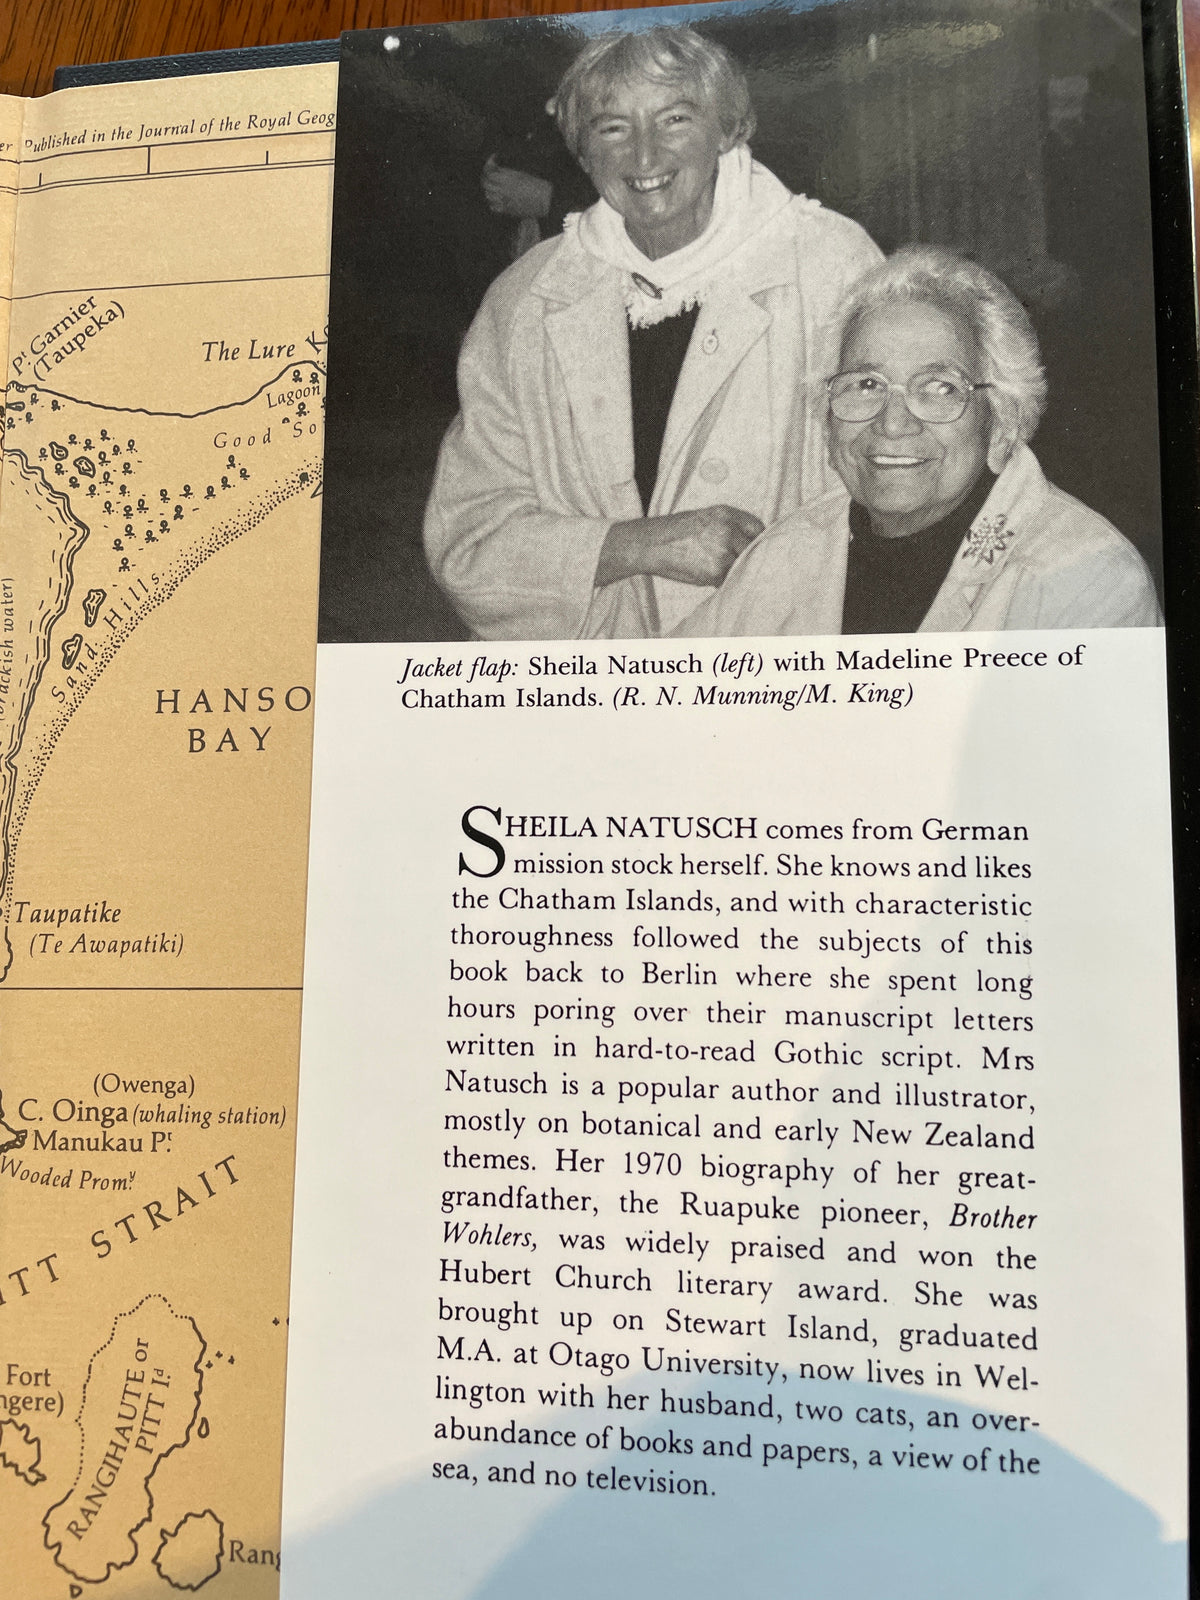 Published in the Journal of the Royal Geog
Pt. Garnier
(Taupeka)
The Lure
Lagoon
Good So
Sand Hills
HANSO
BAY
Taupatike
(Te Awapatiki)
(Owenga)
C. Oinga (whaling station)
Manukau Pt.
Wooded Promy.
STRAIT
Fort
RANGIHAUTE or
PITT Id.
Jacket flap: Sheila Natusch (left) with Madeline Preece of
Chatham Islands. (R. N. Munning/M. King)
SHEILA NATUSCH comes from German
mission stock herself. She knows and likes
the Chatham Islands, and with characteristic
thoroughness followed the subjects of this
book back to Berlin where she spent long
hours poring over their manuscript letters
written in hard-to-read Gothic script. Mrs
Natusch is a popular author and illustrator,
mostly on botanical and early New Zealand
themes. Her 1970 biography of her great-
grandfather, the Ruapuke pioneer, Brother
Wohlers, was widely praised and won the
Hubert Church literary award. She was
brought up on Stewart Island, graduated
M.A. at Otago University, now lives in Wel-
lington with her husband, two cats, an over-
abundance of books and papers, a view of the
sea, and no television.